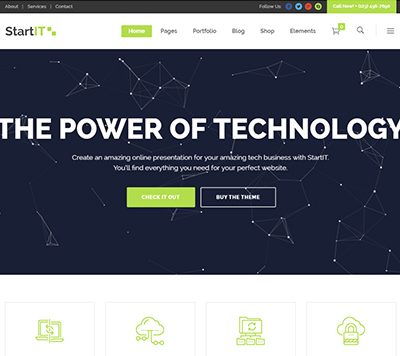 About | Services | Contact
Follow Us:
Call Now! + (023) 456-7896
StartIT
Home Pages Portfolio Blog Shop Elements 0
THE POWER OF TECHNOLOGY
Create an amazing online presentation for your amazing tech business with StartIT.
You'll find everything you need for your perfect website.
CHECK IT OUT
BUY THE THEME